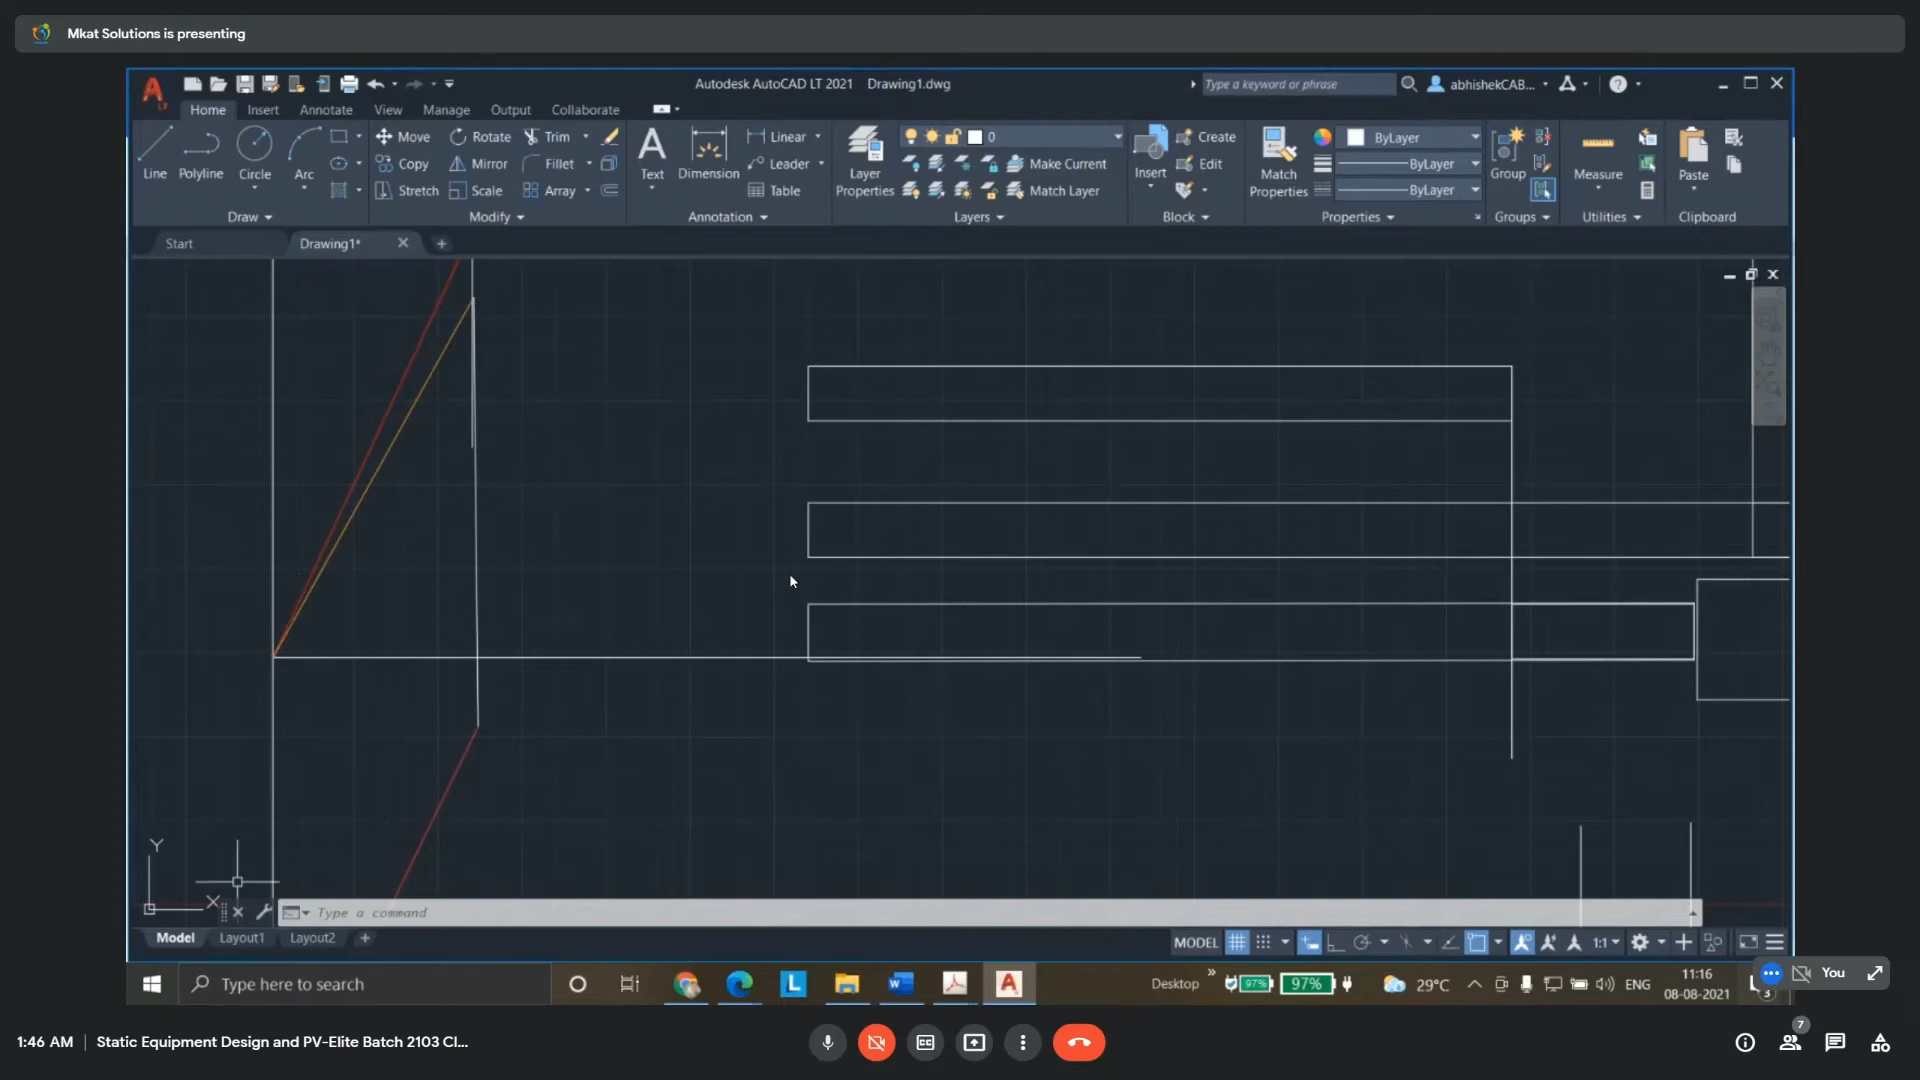 Mkat Solutions is presenting
Autodesk AutoCAD LT 2021 Drawing1.dwg
Type a keyword or phrase
abhishekCAB...
Home Insert Annotate View Manage Output Collaborate
Line Polyline Circle Arc
Move Rotate Trim
Copy Mirror Fillet
Stretch Scale Array
Text Dimension
Linear
Leader
Table
Layer Properties
0
Make Current
Match Layer
Insert
Create
Edit
Match Properties
ByLayer
ByLayer
ByLayer
Group
Measure
Paste
Draw Modify Annotation Layers Block Properties Groups Utilities Clipboard
Start Drawing1*
Y
X
Type a command
Model Layout1 Layout2
MODEL 1:1
Type here to search
Desktop
97% 97%
29°C
ENG
11:16
08-08-2021
3
You
1:46 AM | Static Equipment Design and PV-Elite Batch 2103 Cl...
7